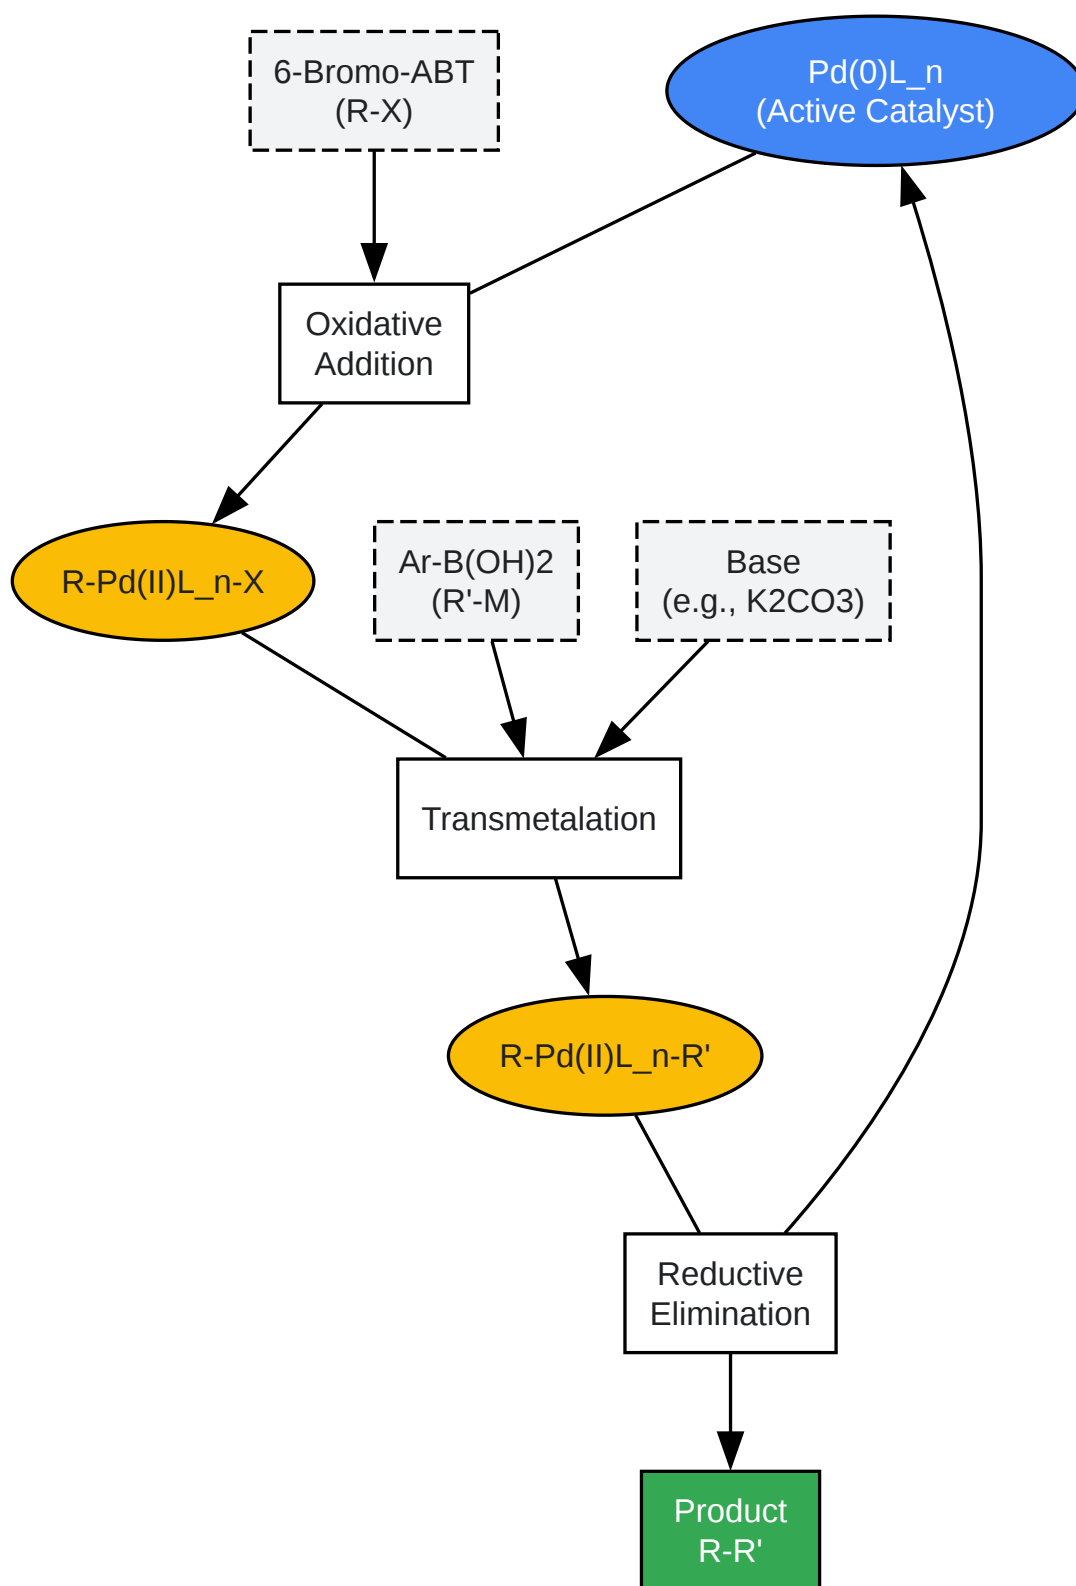 6-Bromo-ABT
(R-X)
Pd(0)L_n
(Active Catalyst)
Oxidative
Addition
R-Pd(II)L_n-X
Ar-B(OH)2
(R'-M)
Base
(e.g., K2CO3)
Transmetalation
R-Pd(II)L_n-R'
Reductive
Elimination
Product
R-R'